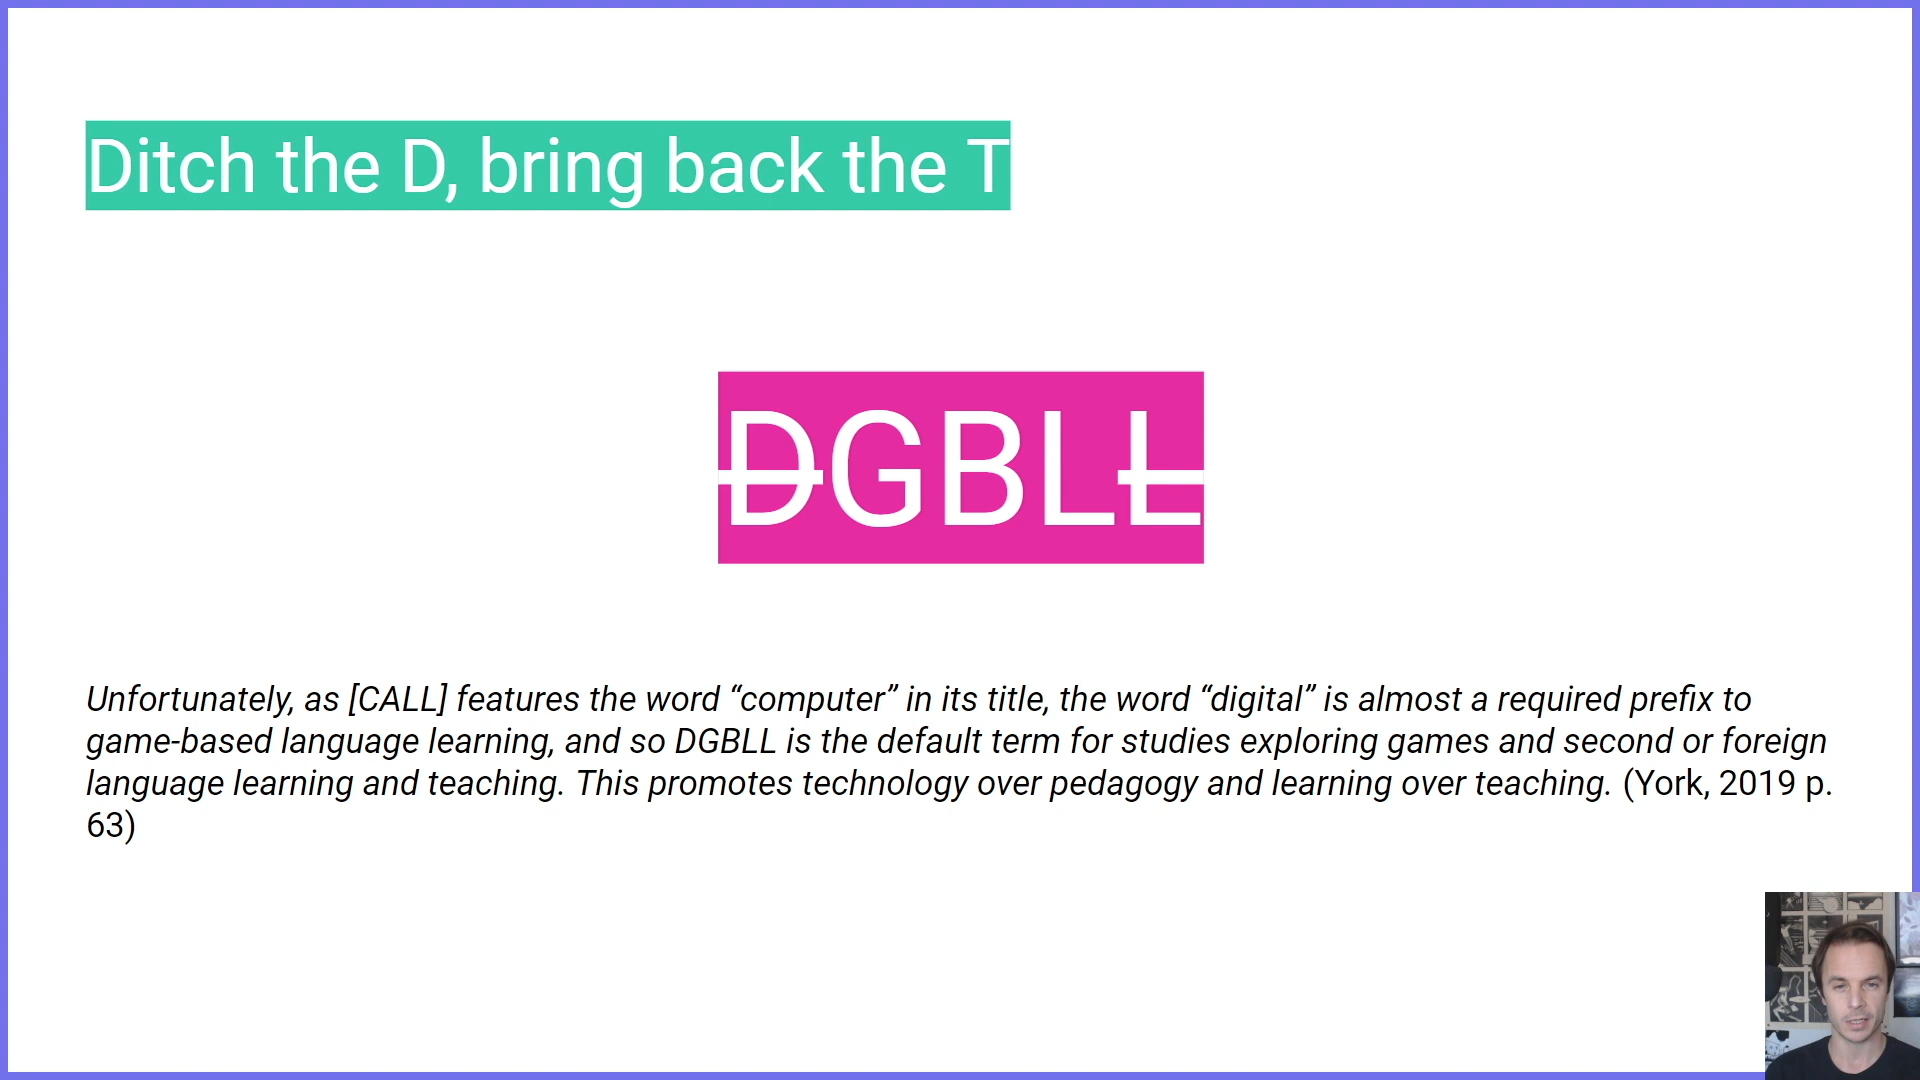 Ditch the D, bring back the T
DGBLL
Unfortunately, as [CALL] features the word “computer” in its title, the word “digital” is almost a required prefix to
game-based language learning, and so DGBLL is the default term for studies exploring games and second or foreign
language learning and teaching. This promotes technology over pedagogy and learning over teaching. (York, 2019 p.
63)